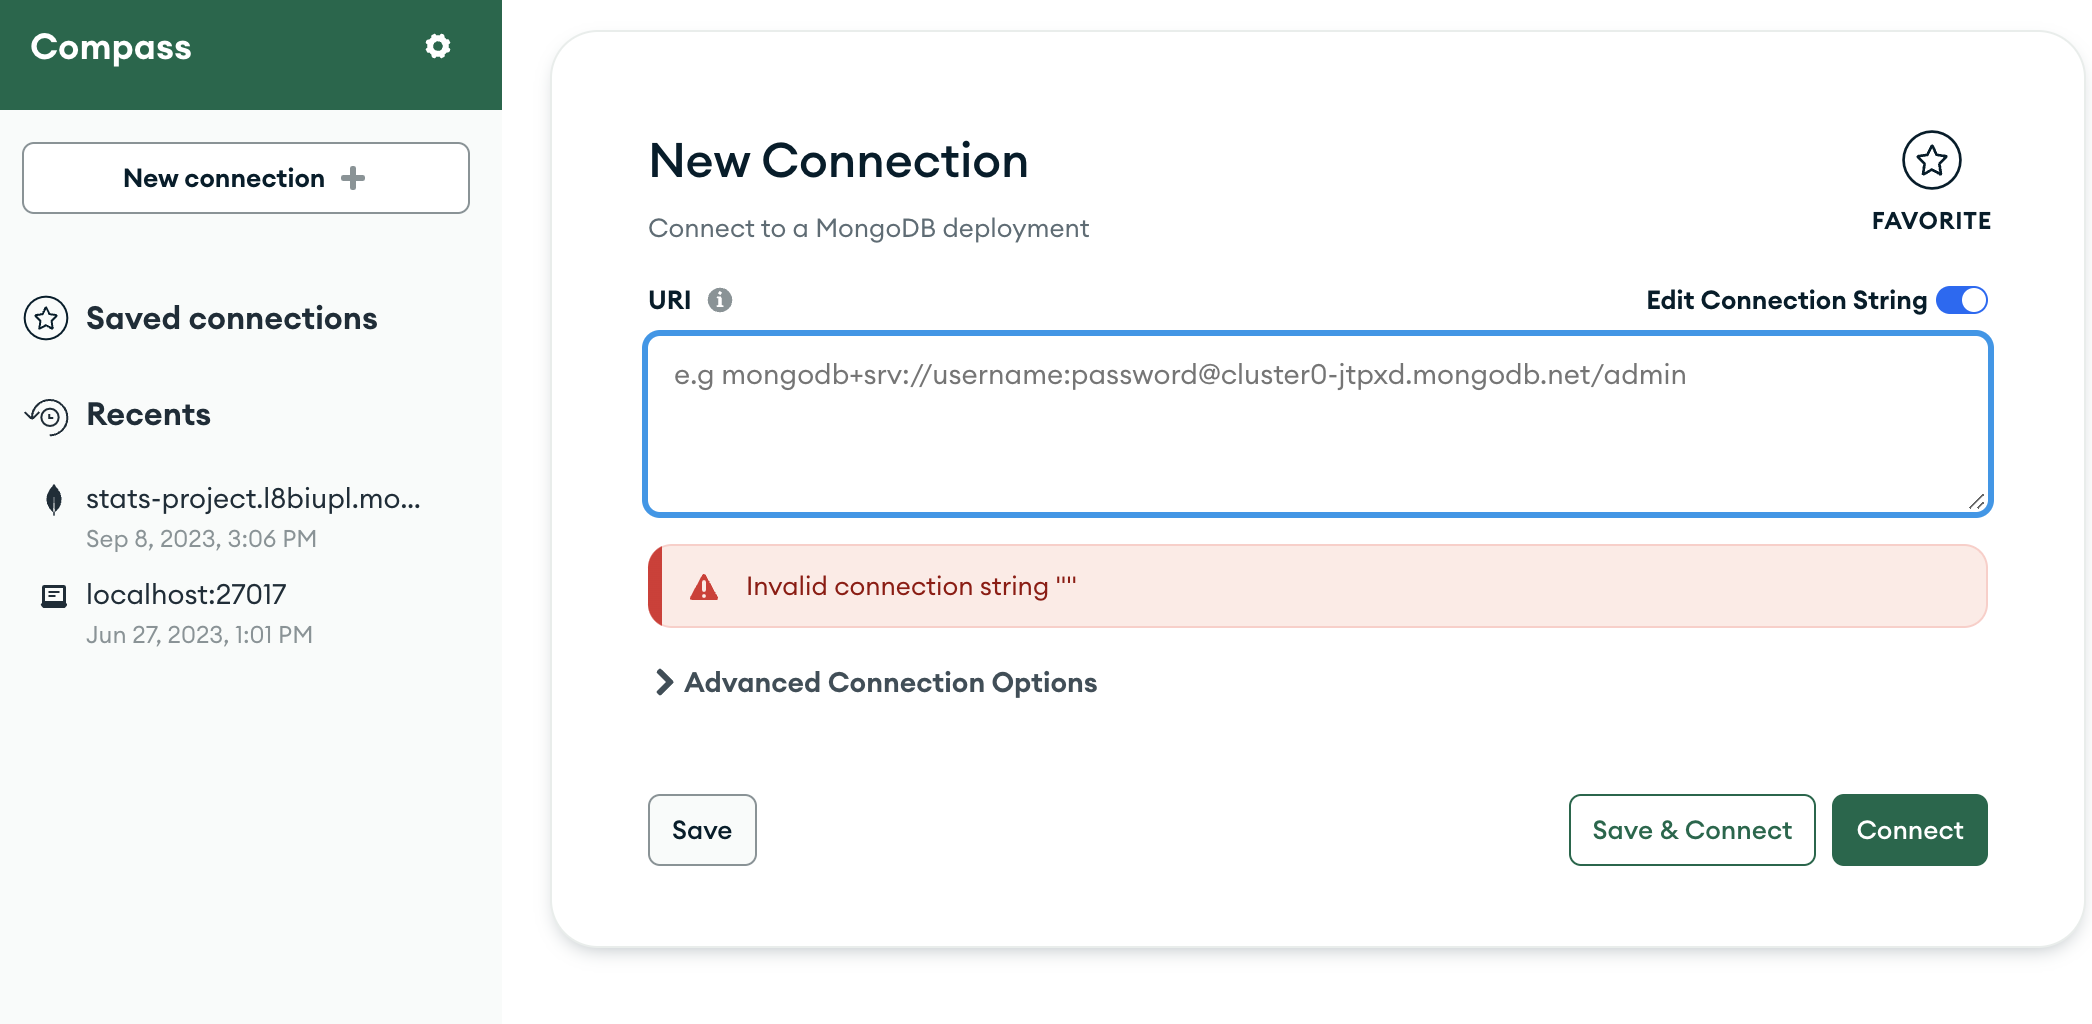 Compass
New connection
Saved connections
Recents
stats-project.l8biupl.mo...
Sep 8, 2023, 3:06 PM
localhost:27017
Jun 27, 2023, 1:01 PM
New Connection
FAVORITE
Connect to a MongoDB deployment
URI
Edit Connection String
e.g mongodb+srv://username:password@cluster0-jtpxd.mongodb.net/admin
Invalid connection string ""
Advanced Connection Options
Save
Save & Connect
Connect